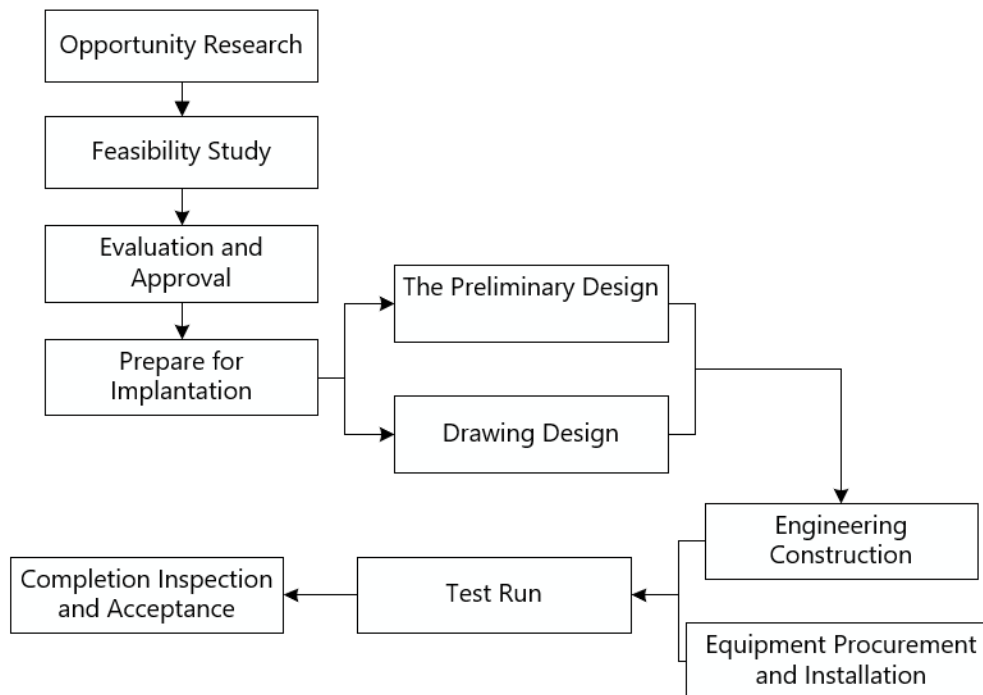 Opportunity Research
Feasibility Study
Evaluation and
Approval
Prepare for
Implantation
The Preliminary Design
Drawing Design
Engineering
Construction
Equipment Procurement
and Installation
Test Run
Completion Inspection
and Acceptance